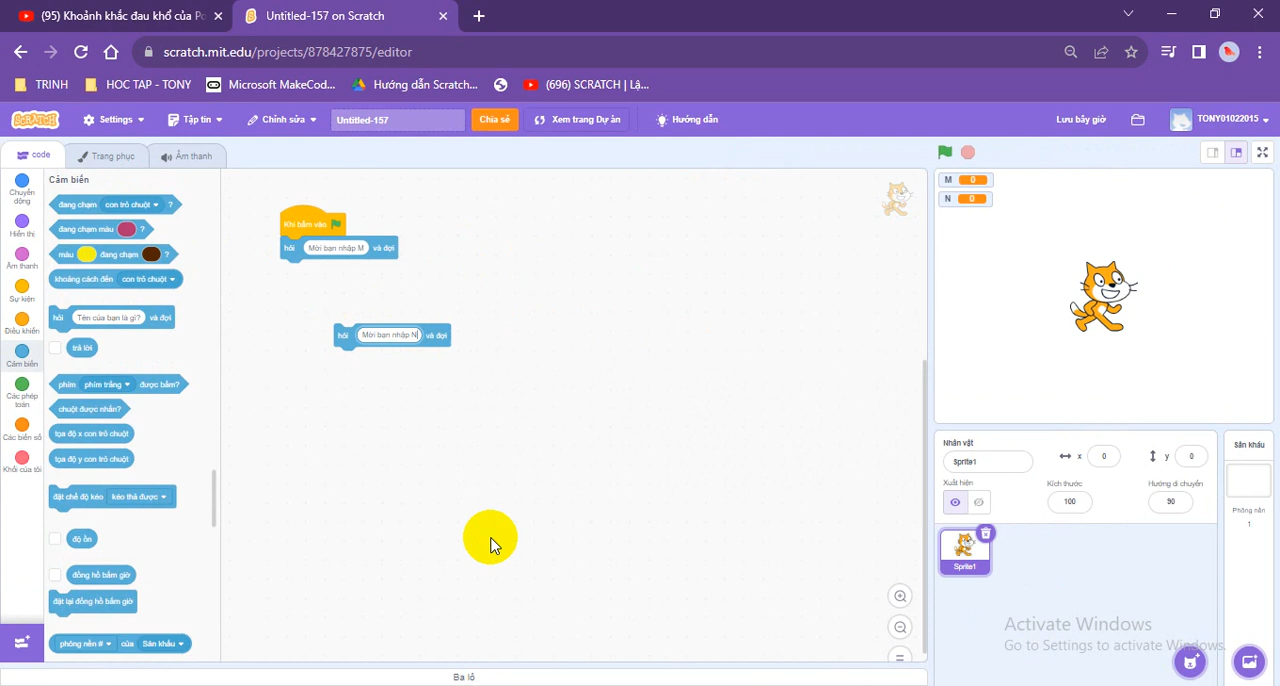 (95) Khoảnh khắc đau khổ của Po
Untitled-157 on Scratch
scratch.mit.edu/projects/878427875/editor
TRINH
HOC TAP - TONY
Microsoft MakeCod...
Hướng dẫn Scratch...
(696) SCRATCH | Lậ...
SCRATCH
Settings
Tập tin
Chỉnh sửa
Untitled-157
Chia sẻ
Xem trang Dự án
Hướng dẫn
Lưu bây giờ
TONY01022015
code
Trang phục
Âm thanh
Chuyển động
Hiển thị
Âm thanh
Sự kiện
Điều khiển
Cảm biến
Các phép toán
Các biến số
Khối của tôi
Cảm biến
đang chạm con trỏ chuột ?
đang chạm màu ?
màu đang chạm ?
khoảng cách đến con trỏ chuột
hỏi Tên của bạn là gì? và đợi
trả lời
phím phím trắng được bấm?
chuột được nhấn?
tọa độ x con trỏ chuột
tọa độ y con trỏ chuột
đặt chế độ kéo kéo thả được
độ ồn
đồng hồ bấm giờ
đặt lại đồng hồ bấm giờ
phông nền # của Sân khấu
Khi bấm vào
hỏi Mời bạn nhập M và đợi
hỏi Mời bạn nhập N và đợi
M 0
N 0
Nhân vật
Sprite1
x 0
y 0
Xuất hiện
Kích thước
100
Hướng di chuyển
90
Sprite1
Sân khấu
Phông nền
1
Activate Windows
Go to Settings to activate Windows.
Ba lô